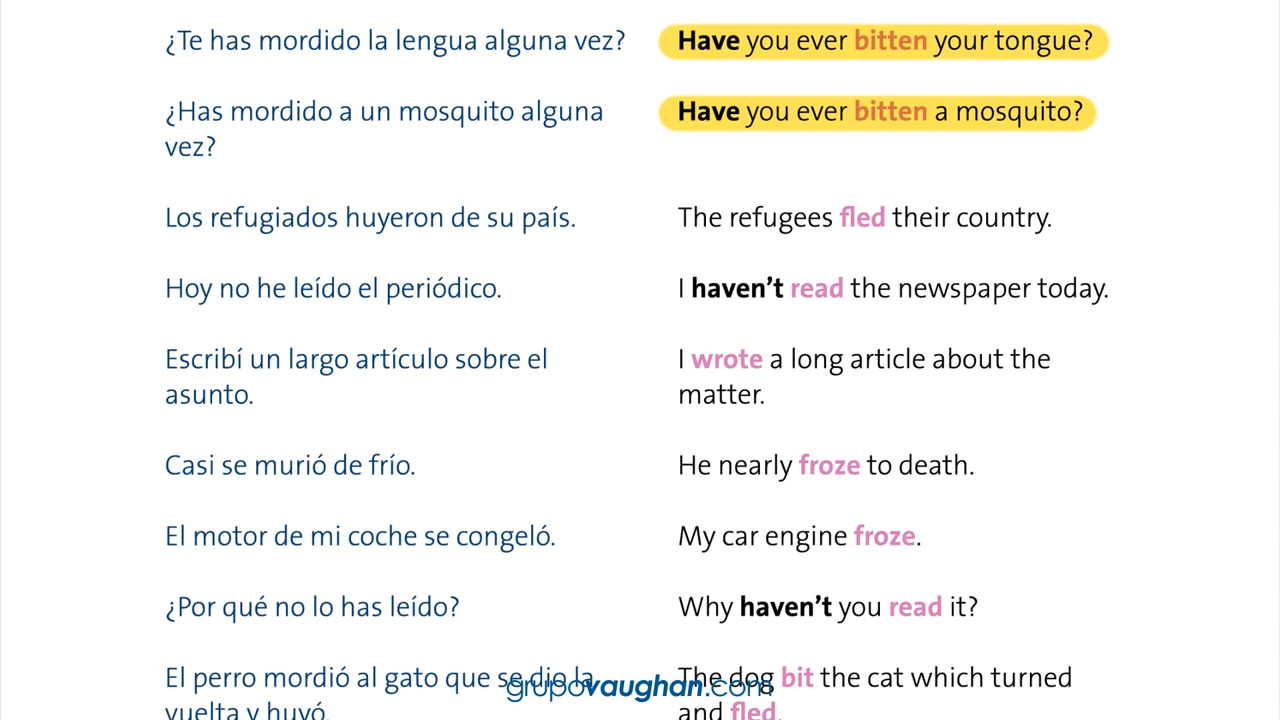 ¿Te has mordido la lengua alguna vez?
Have you ever bitten your tongue?
¿Has mordido a un mosquito alguna
vez?
Have you ever bitten a mosquito?
Los refugiados huyeron de su país.
The refugees fled their country.
Hoy no he leído el periódico.
I haven’t read the newspaper today.
Escribí un largo artículo sobre el
asunto.
I wrote a long article about the
matter.
Casi se murió de frío.
He nearly froze to death.
El motor de mi coche se congeló.
My car engine froze.
¿Por qué no lo has leído?
Why haven’t you read it?
El perro mordió al gato que se dio la
vuelta y huyó.
The dog bit the cat which turned
and fled.
grupovaughan.com